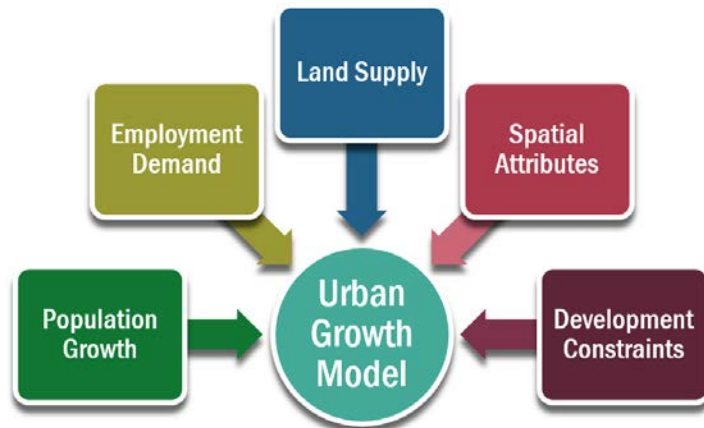 Land Supply
Employment
Demand
Spatial
Attributes
Population
Growth
Urban
Growth
Model
Development
Constraints